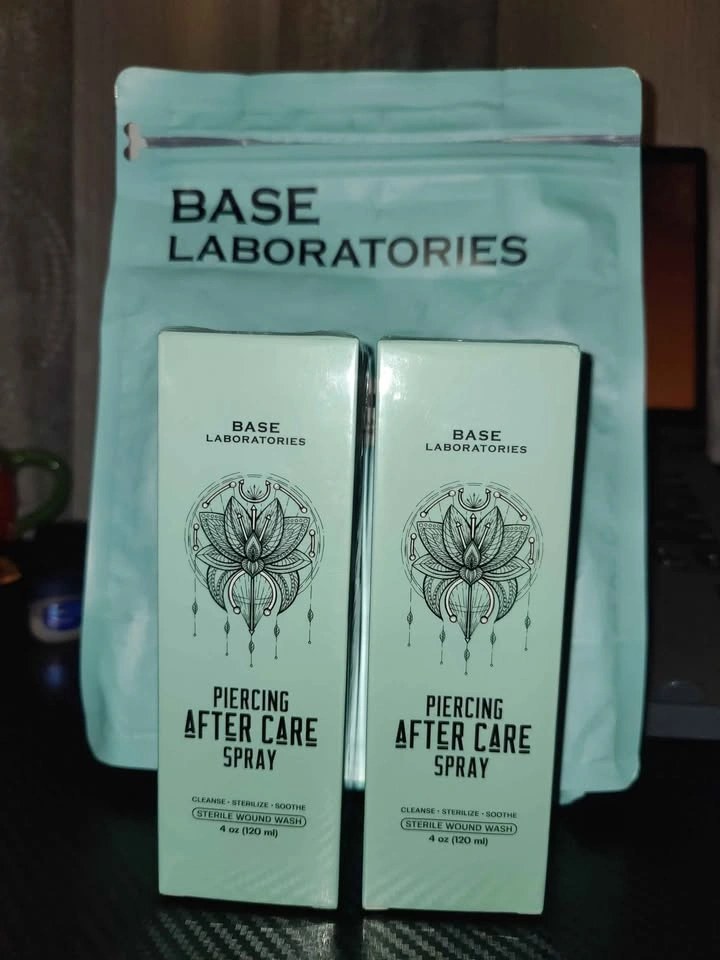 BASE
LABORATORIES
BASE
LABORATORIES
PIERCING
AFTER CARE
SPRAY
CLEANSE • STERILIZE • SOOTHE
STERILE WOUND WASH
4 oz (120 ml)
BASE
LABORATORIES
PIERCING
AFTER CARE
SPRAY
CLEANSE • STERILIZE • SOOTHE
STERILE WOUND WASH
4 oz (120 ml)